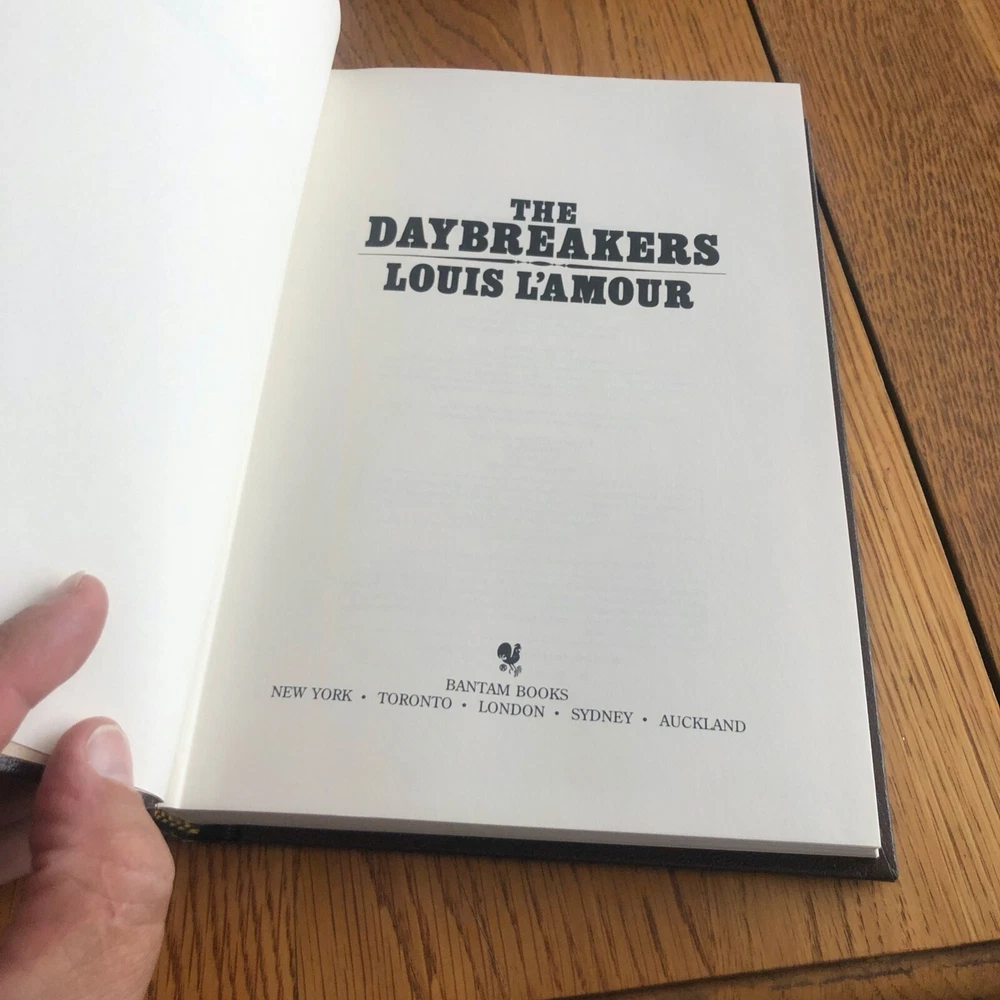 THE
DAYBREAKERS
LOUIS L'AMOUR
BANTAM BOOKS
NEW YORK • TORONTO • LONDON • SYDNEY • AUCKLAND